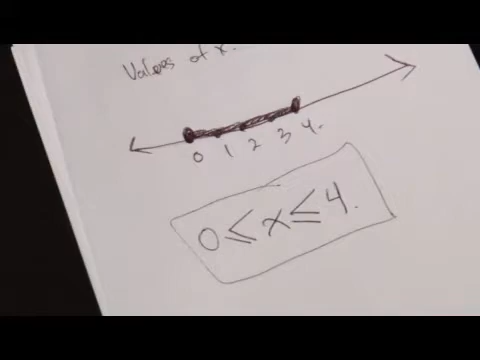 Values of x.
0 1 2 3 4.
0 ≤ x ≤ 4.